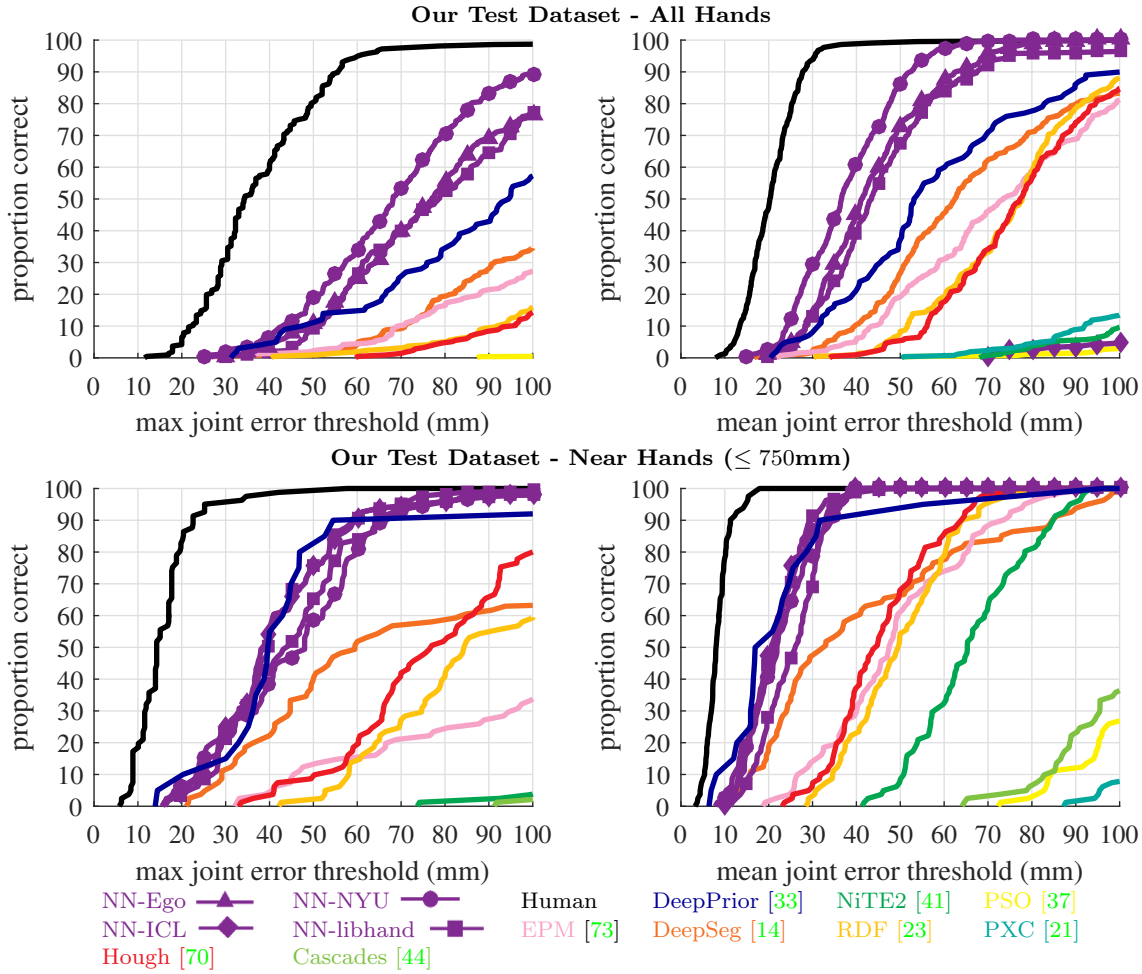 Our Test Dataset - All Hands
100
90
80
70
60
50
40
30
20
10
0
proportion correct
0 10 20 30 40 50 60 70 80 90 100
max joint error threshold (mm)
100
90
80
70
60
50
40
30
20
10
0
proportion correct
0 10 20 30 40 50 60 70 80 90 100
mean joint error threshold (mm)
Our Test Dataset - Near Hands (≤ 750mm)
100
90
80
70
60
50
40
30
20
10
0
proportion correct
0 10 20 30 40 50 60 70 80 90 100
max joint error threshold (mm)
100
90
80
70
60
50
40
30
20
10
0
proportion correct
0 10 20 30 40 50 60 70 80 90 100
mean joint error threshold (mm)
NN-Ego NN-NYU Human DeepPrior [33] NiTE2 [41] PSO [37]
NN-ICL NN-libhand EPM [73] DeepSeg [14] RDF [23] PXC [21]
Hough [70] Cascades [44]